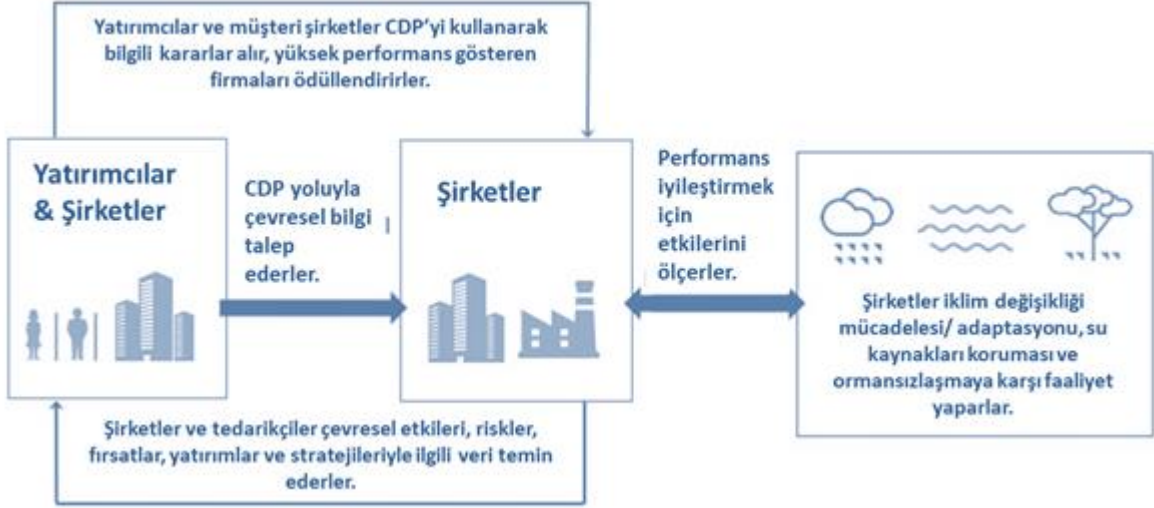 Yatırımcılar ve müşteri şirketler CDP'yi kullanarak
bilgili kararlar alır, yüksek performans gösteren
firmaları ödüllendirirler.
Yatırımcılar
& Şirketler
CDP yoluyla
çevresel bilgi
talep
ederler.
Şirketler
Performans
iyileştirmek
için
etkilerini
ölçerler.
Şirketler iklim değişikliği
mücadelesi/ adaptasyonu, su
kaynakları koruması ve
ormansızlaşmaya karşı faaliyet
yaparlar.
Şirketler ve tedarikçiler çevresel etkileri, riskler,
fırsatlar, yatırımlar ve stratejileriyle ilgili veri temin
ederler.